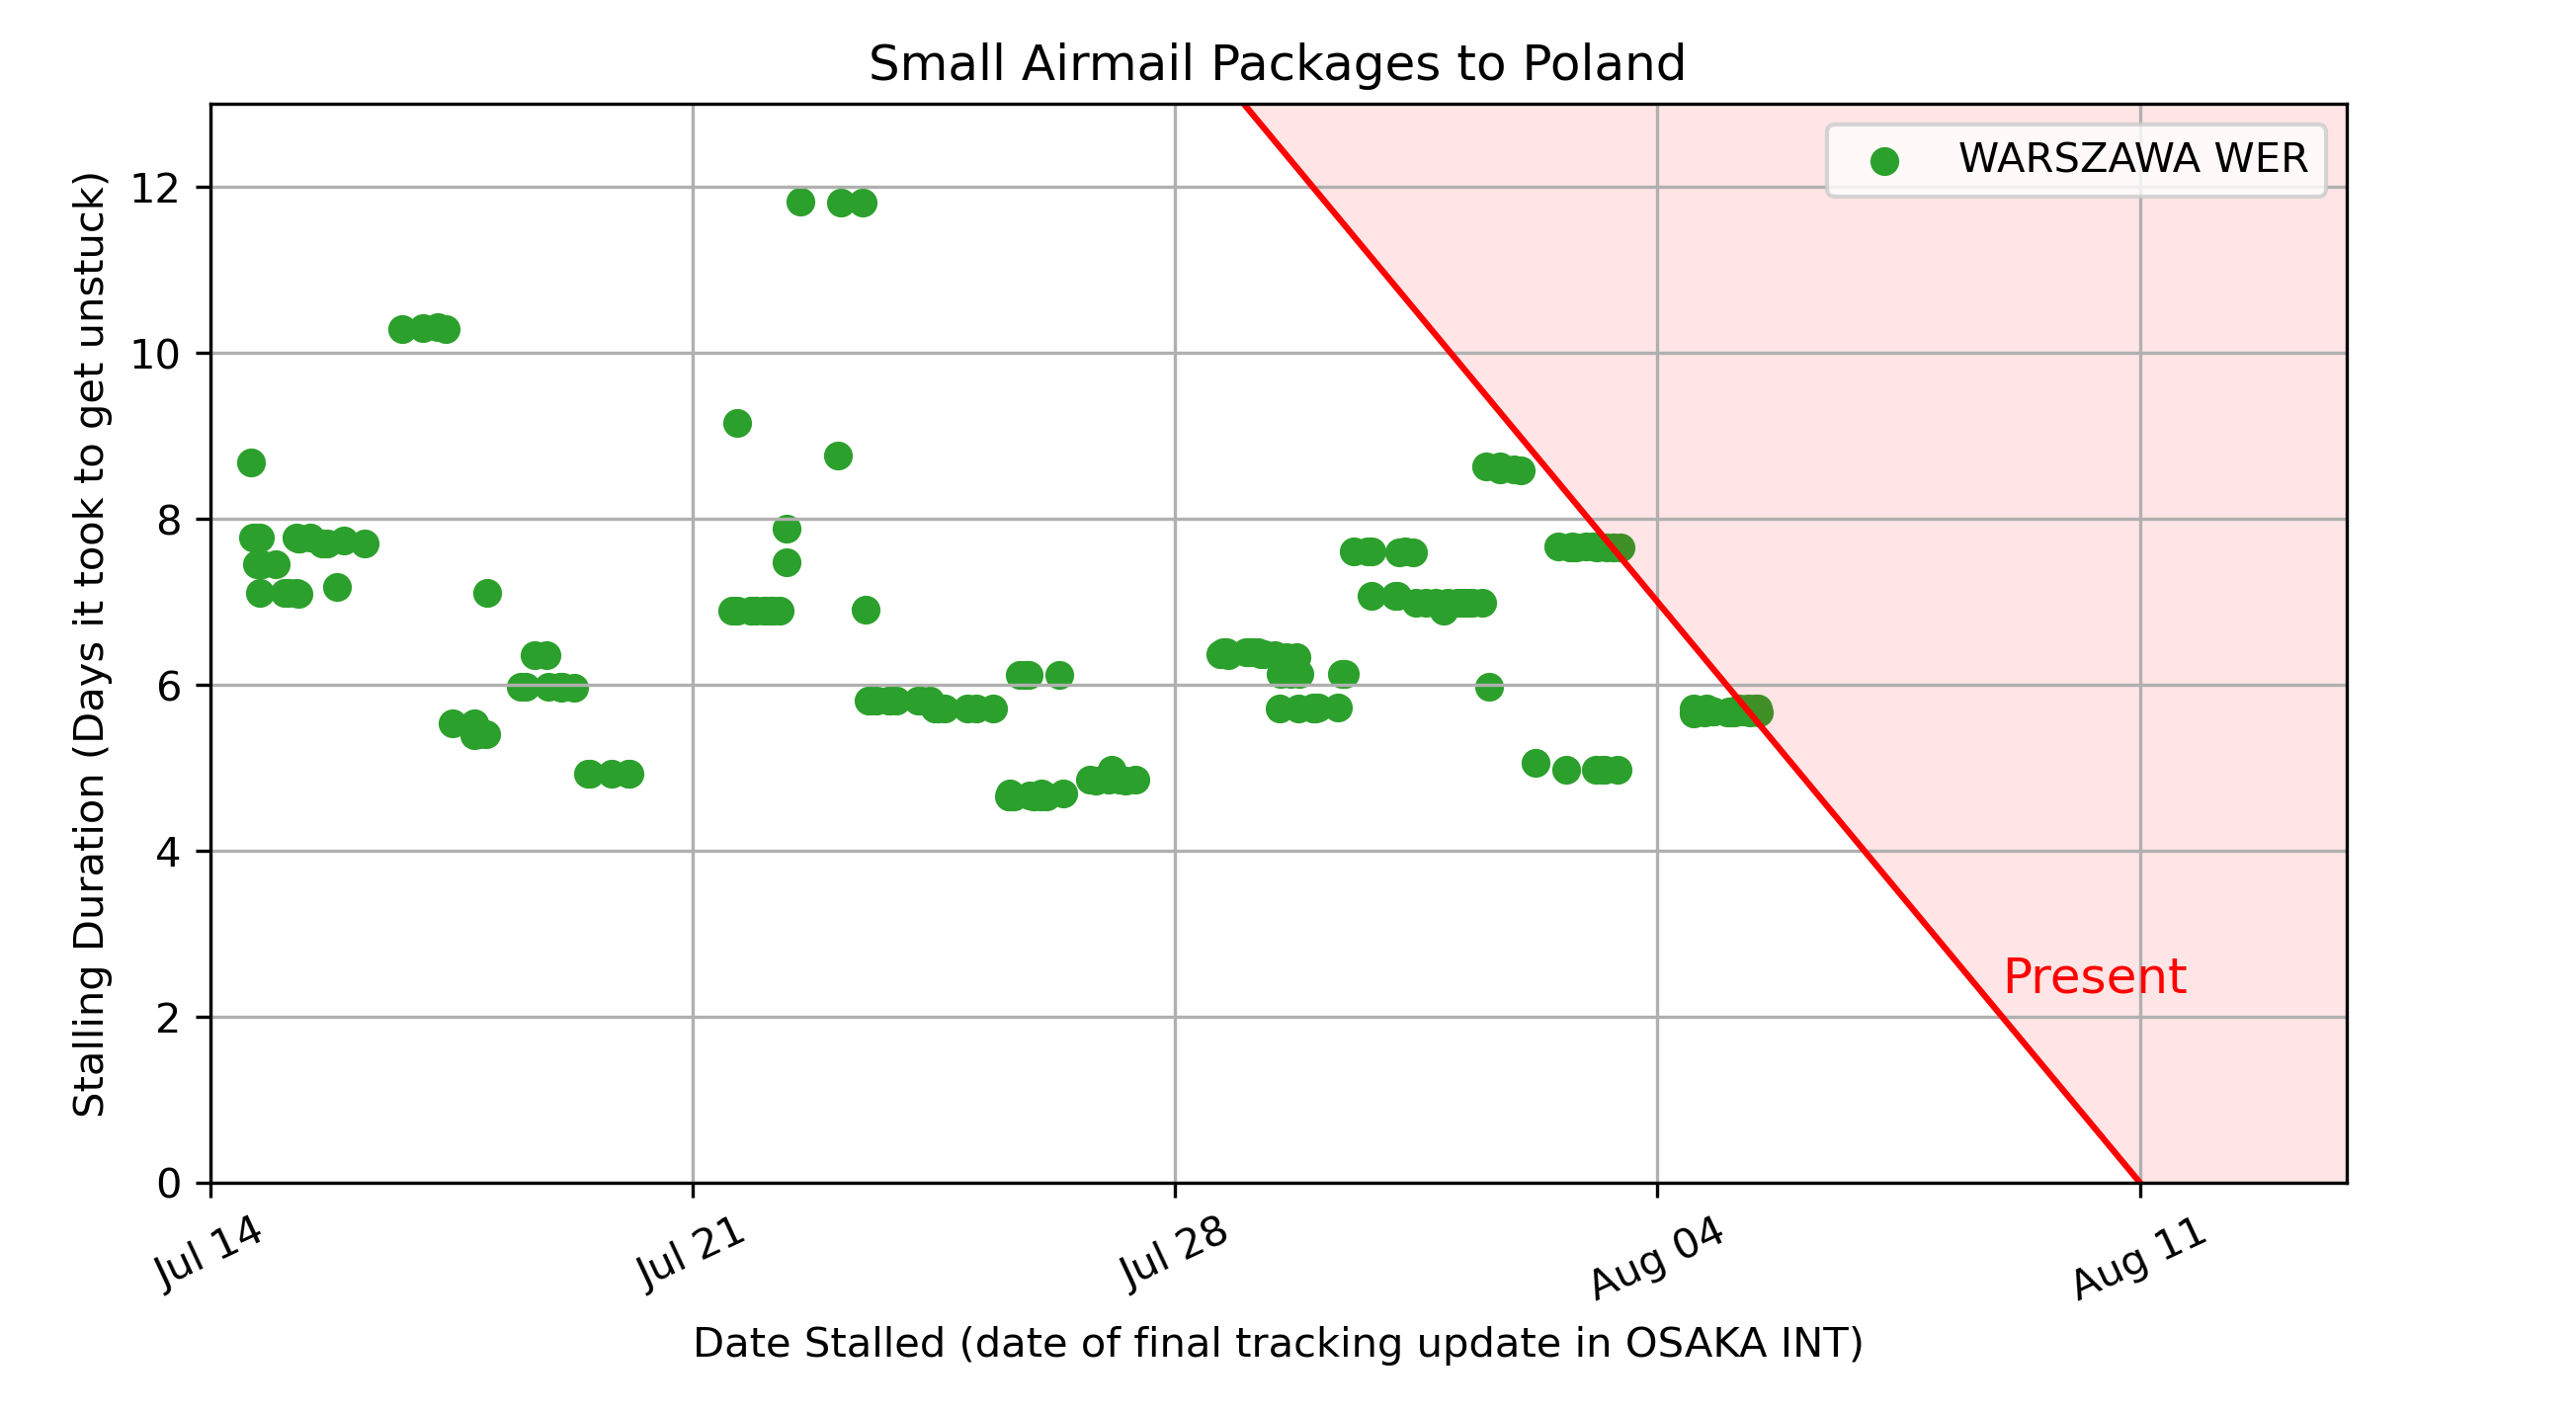 Small Airmail Packages to Poland
WARSZAWA WER
Stalling Duration (Days it took to get unstuck)
12
10
8
6
4
2
0
Present
Jul 14
Jul 21
Jul 28
Aug 04
Aug 11
Date Stalled (date of final tracking update in OSAKA INT)